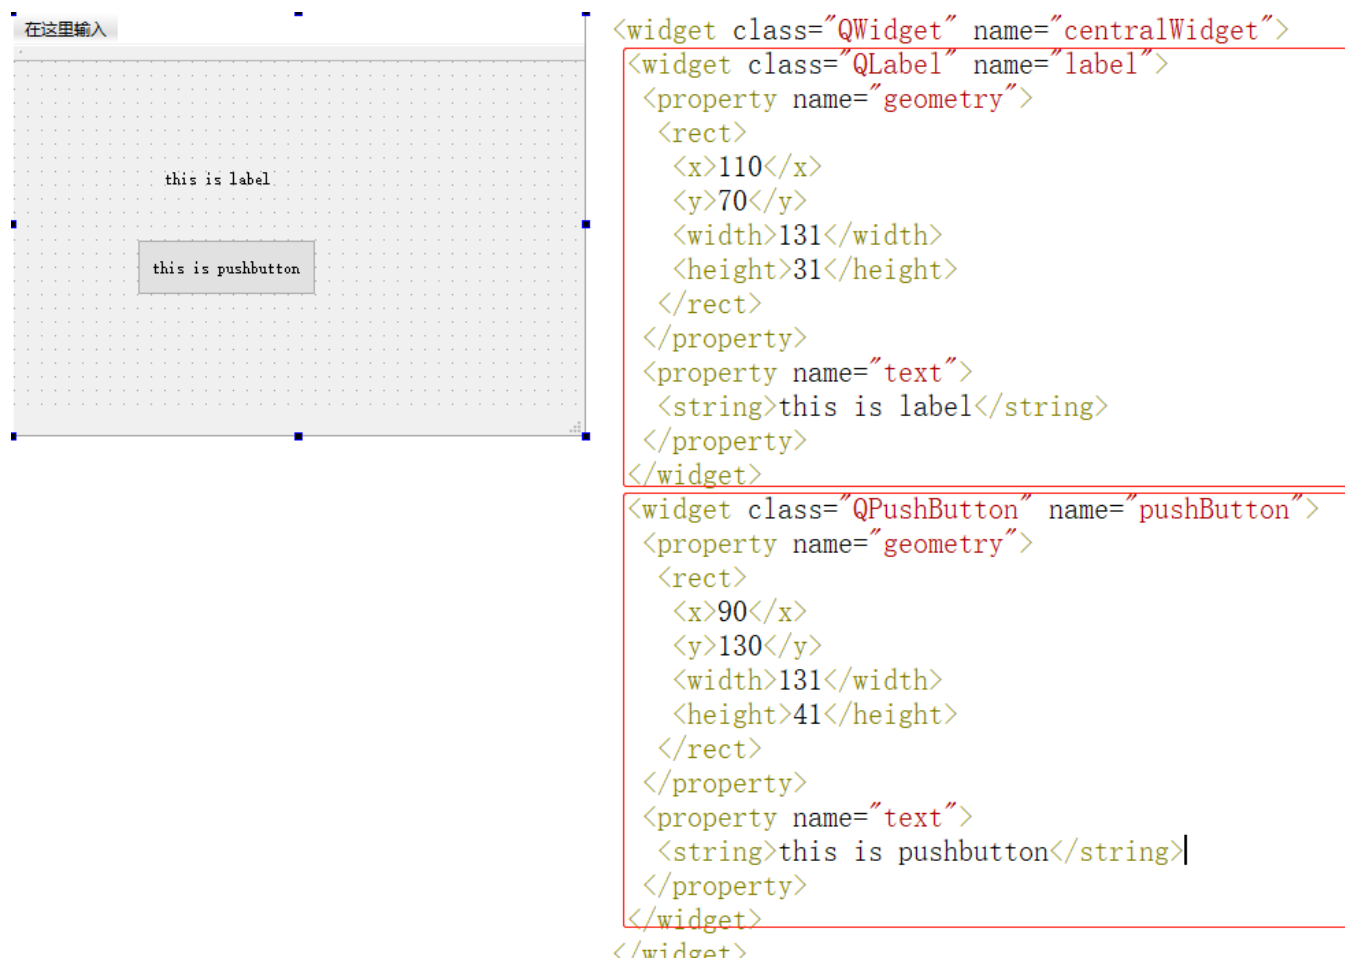 在这里输入
this is label
this is pushbutton
<widget class="QWidget" name="centralWidget">
<widget class="QLabel" name="label">
<property name="geometry">
<rect>
<x>110</x>
<y>70</y>
<width>131</width>
<height>31</height>
</rect>
</property>
<property name="text">
<string>this is label</string>
</property>
</widget>
<widget class="QPushButton" name="pushButton">
<property name="geometry">
<rect>
<x>90</x>
<y>130</y>
<width>131</width>
<height>41</height>
</rect>
</property>
<property name="text">
<string>this is pushbutton</string>
</property>
</widget>
</widget>